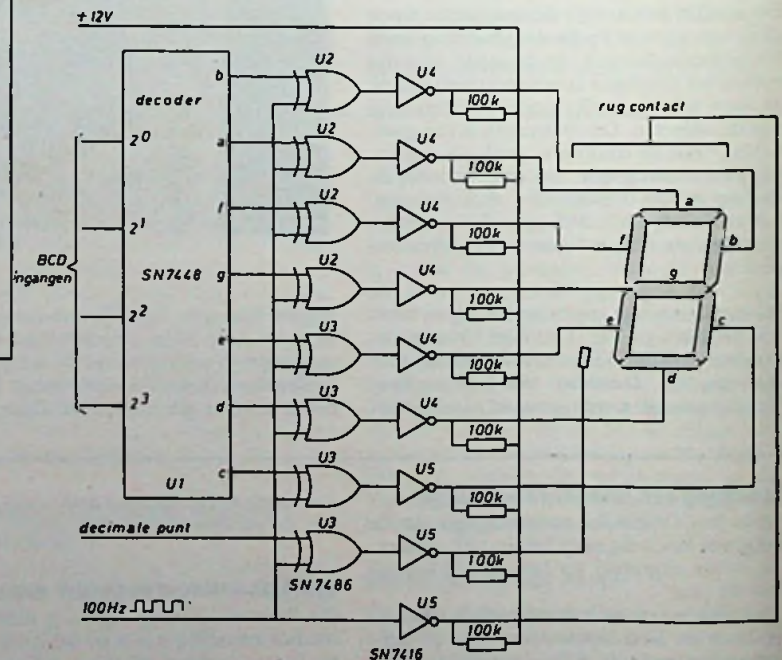 +12V
decoder
BCD
ingangen
2⁰
2¹
2²
2³
SN7448
U1
b
a
f
g
e
d
c
U2
U2
U2
U2
U3
U3
U3
U3
SN7486
U4
U4
U4
U4
U4
U4
U5
U5
U5
SN7416
100k
100k
100k
100k
100k
100k
100k
100k
100k
decimale punt
100Hz
rug contact
a
f
b
g
e
c
d